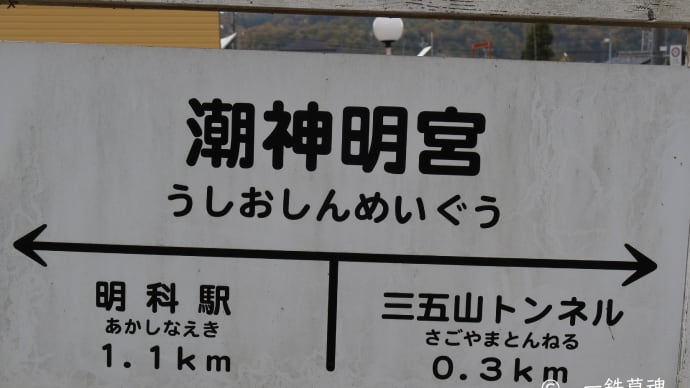 潮神明宮
うしおしんめいぐう
明科駅
あかしなえき
1.1km
三五山トンネル
さごやまとんねる
0.3km